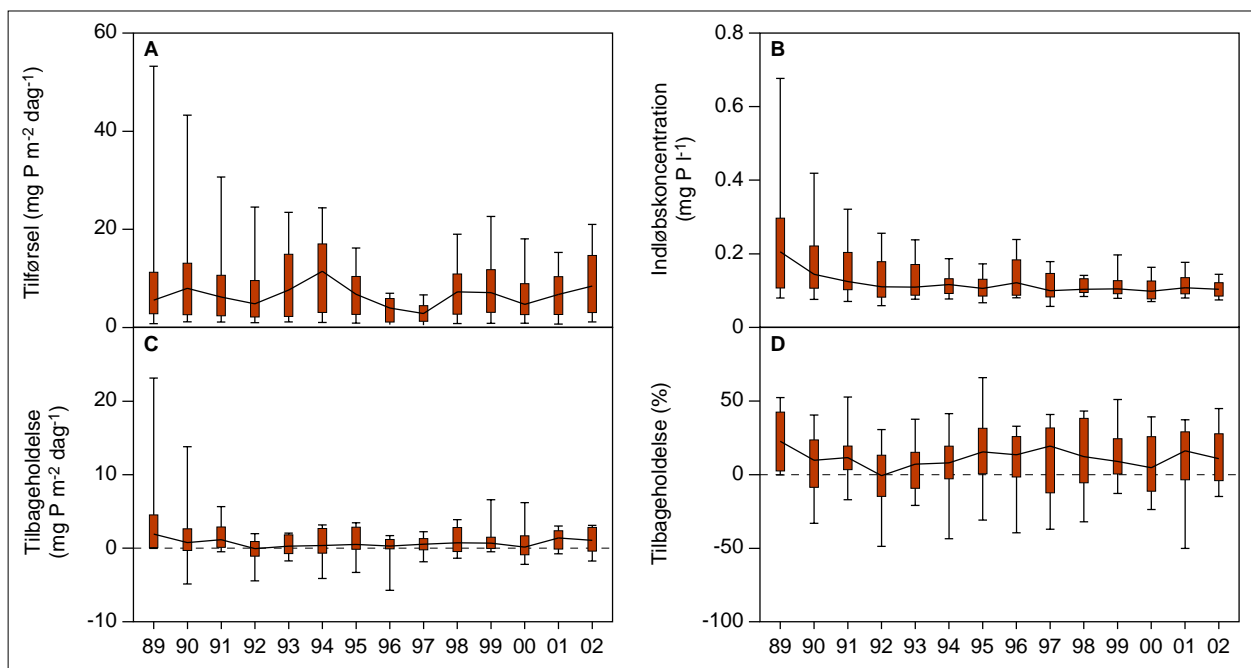 A
Tilførsel (mg P m-2 dag-1)
60
40
20
0
B
Indløbskoncentration
(mg P l-1)
0.8
0.6
0.4
0.2
0
C
Tilbageholdelse
(mg P m-2 dag-1)
20
10
0
-10
89 90 91 92 93 94 95 96 97 98 99 00 01 02
D
Tilbageholdelse (%)
50
0
-50
-100
89 90 91 92 93 94 95 96 97 98 99 00 01 02